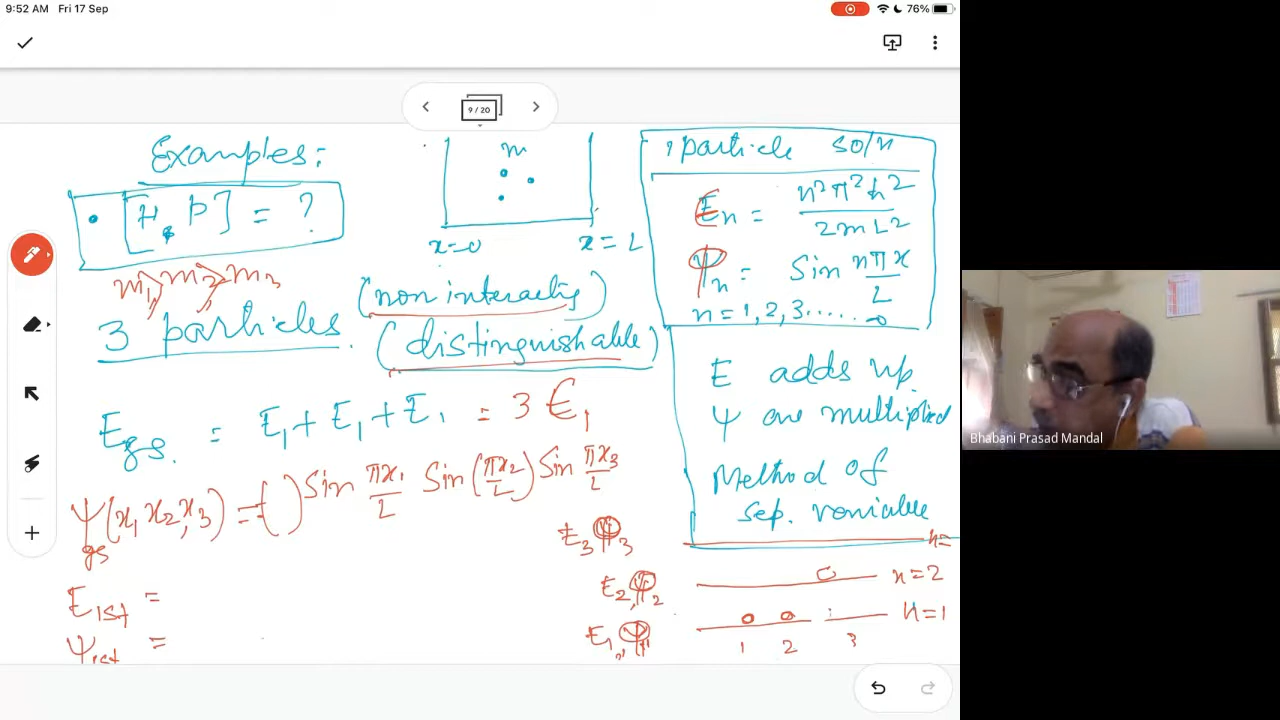 9:52 AM Fri 17 Sep
76%
9 / 20
Examples:
[H, P] = ?
m
x=0
x = L
1 particle soln
En = n²π²ħ² / 2mL²
Ψn = Sin nπx / L
n = 1, 2, 3......
m1 > m2 > m3
3 particles. (non interacting)
(distinguishable)
E adds up.
Ψ are multiplied
Method of
sep. variable
Egs. = E1 + E1 + E1 = 3 E1
Ψgs (x1 x2, x3) = ( ) Sin πx1/L Sin (πx2/L) Sin πx3/L
E1st =
Ψ1st =
E3 Ψ3
E2, Ψ2
E1, Ψ1
n=
n=2
n=1
1 2 3
Bhabani Prasad Mandal